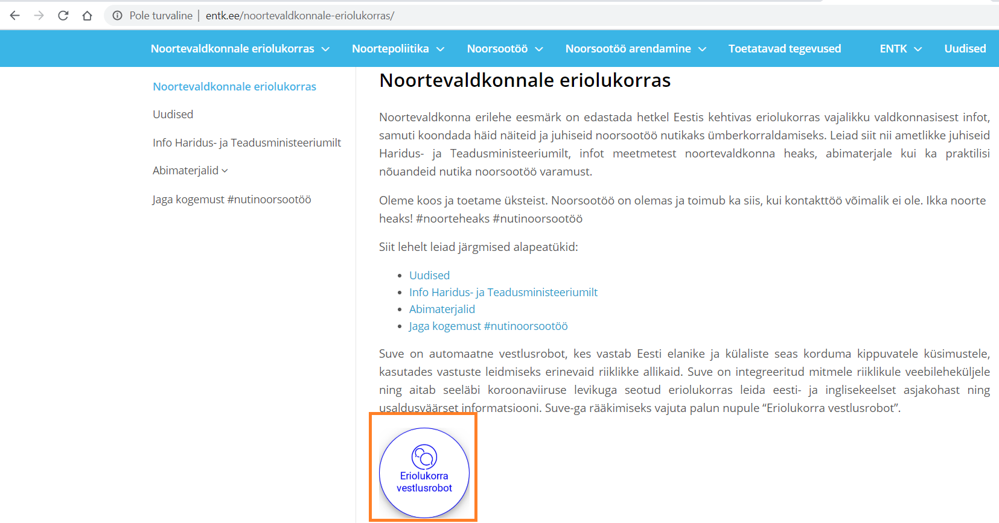 Pole turvaline | entk.ee/noortevaldkonnale-eriolukorras/
Noortevaldkonnale eriolukorras Noortepoliitika Noorsootöö Noorsootöö arendamine Toetatavad tegevused ENTK Uudised
Noortevaldkonnale eriolukorras
Uudised
Info Haridus- ja Teadusministeeriumilt
Abimaterjalid
Jaga kogemust #nutinoorsootöö
Noortevaldkonnale eriolukorras
Noortevaldkonna erilehe eesmärk on edastada hetkel Eestis kehtivas eriolukorras vajalikku valdkonnasisest infot,
samuti koondada häid näiteid ja juhiseid noorsootöö nutikaks ümberkorraldamiseks. Leiad siit nii ametlikke juhiseid
Haridus- ja Teadusministeeriumilt, infot meetmetest noortevaldkonna heaks, abimaterjale kui ka praktilisi
nõuandeid nutika noorsootöö varamust.
Oleme koos ja toetame üksteist. Noorsootöö on olemas ja toimub ka siis, kui kontakttöö võimalik ei ole. Ikka noorte
heaks! #noorteheaks #nutinoorsootöö
Siit lehelt leiad järgmised alapeatükid:
• Uudised
• Info Haridus- ja Teadusministeeriumilt
• Abimaterjalid
• Jaga kogemust #nutinoorsootöö
Suve on automaatne vestlusrobot, kes vastab Eesti elanike ja külaliste seas korduma kippuvatele küsimustele,
kasutades vastuste leidmiseks erinevaid riiklikke allikaid. Suve on integreeritud mitmele riiklikule veebileheküljele
ning aitab seeläbi koroonaviiruse levikuga seotud eriolukorras leida eesti- ja inglisekeelset asjakohast ning
usaldusväärset informatsiooni. Suve-ga rääkimiseks vajuta palun nupule “Eriolukorra vestlusrobot”.
Eriolukorra
vestlusrobot